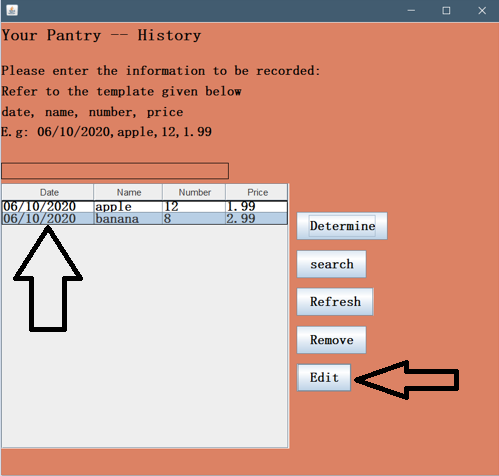 Your Pantry -- History
Please enter the information to be recorded:
Refer to the template given below
date, name, number, price
E.g: 06/10/2020,apple,12,1.99
Date Name Number Price
06/10/2020 apple 12 1.99
06/10/2020 banana 8 2.99
Determine
search
Refresh
Remove
Edit